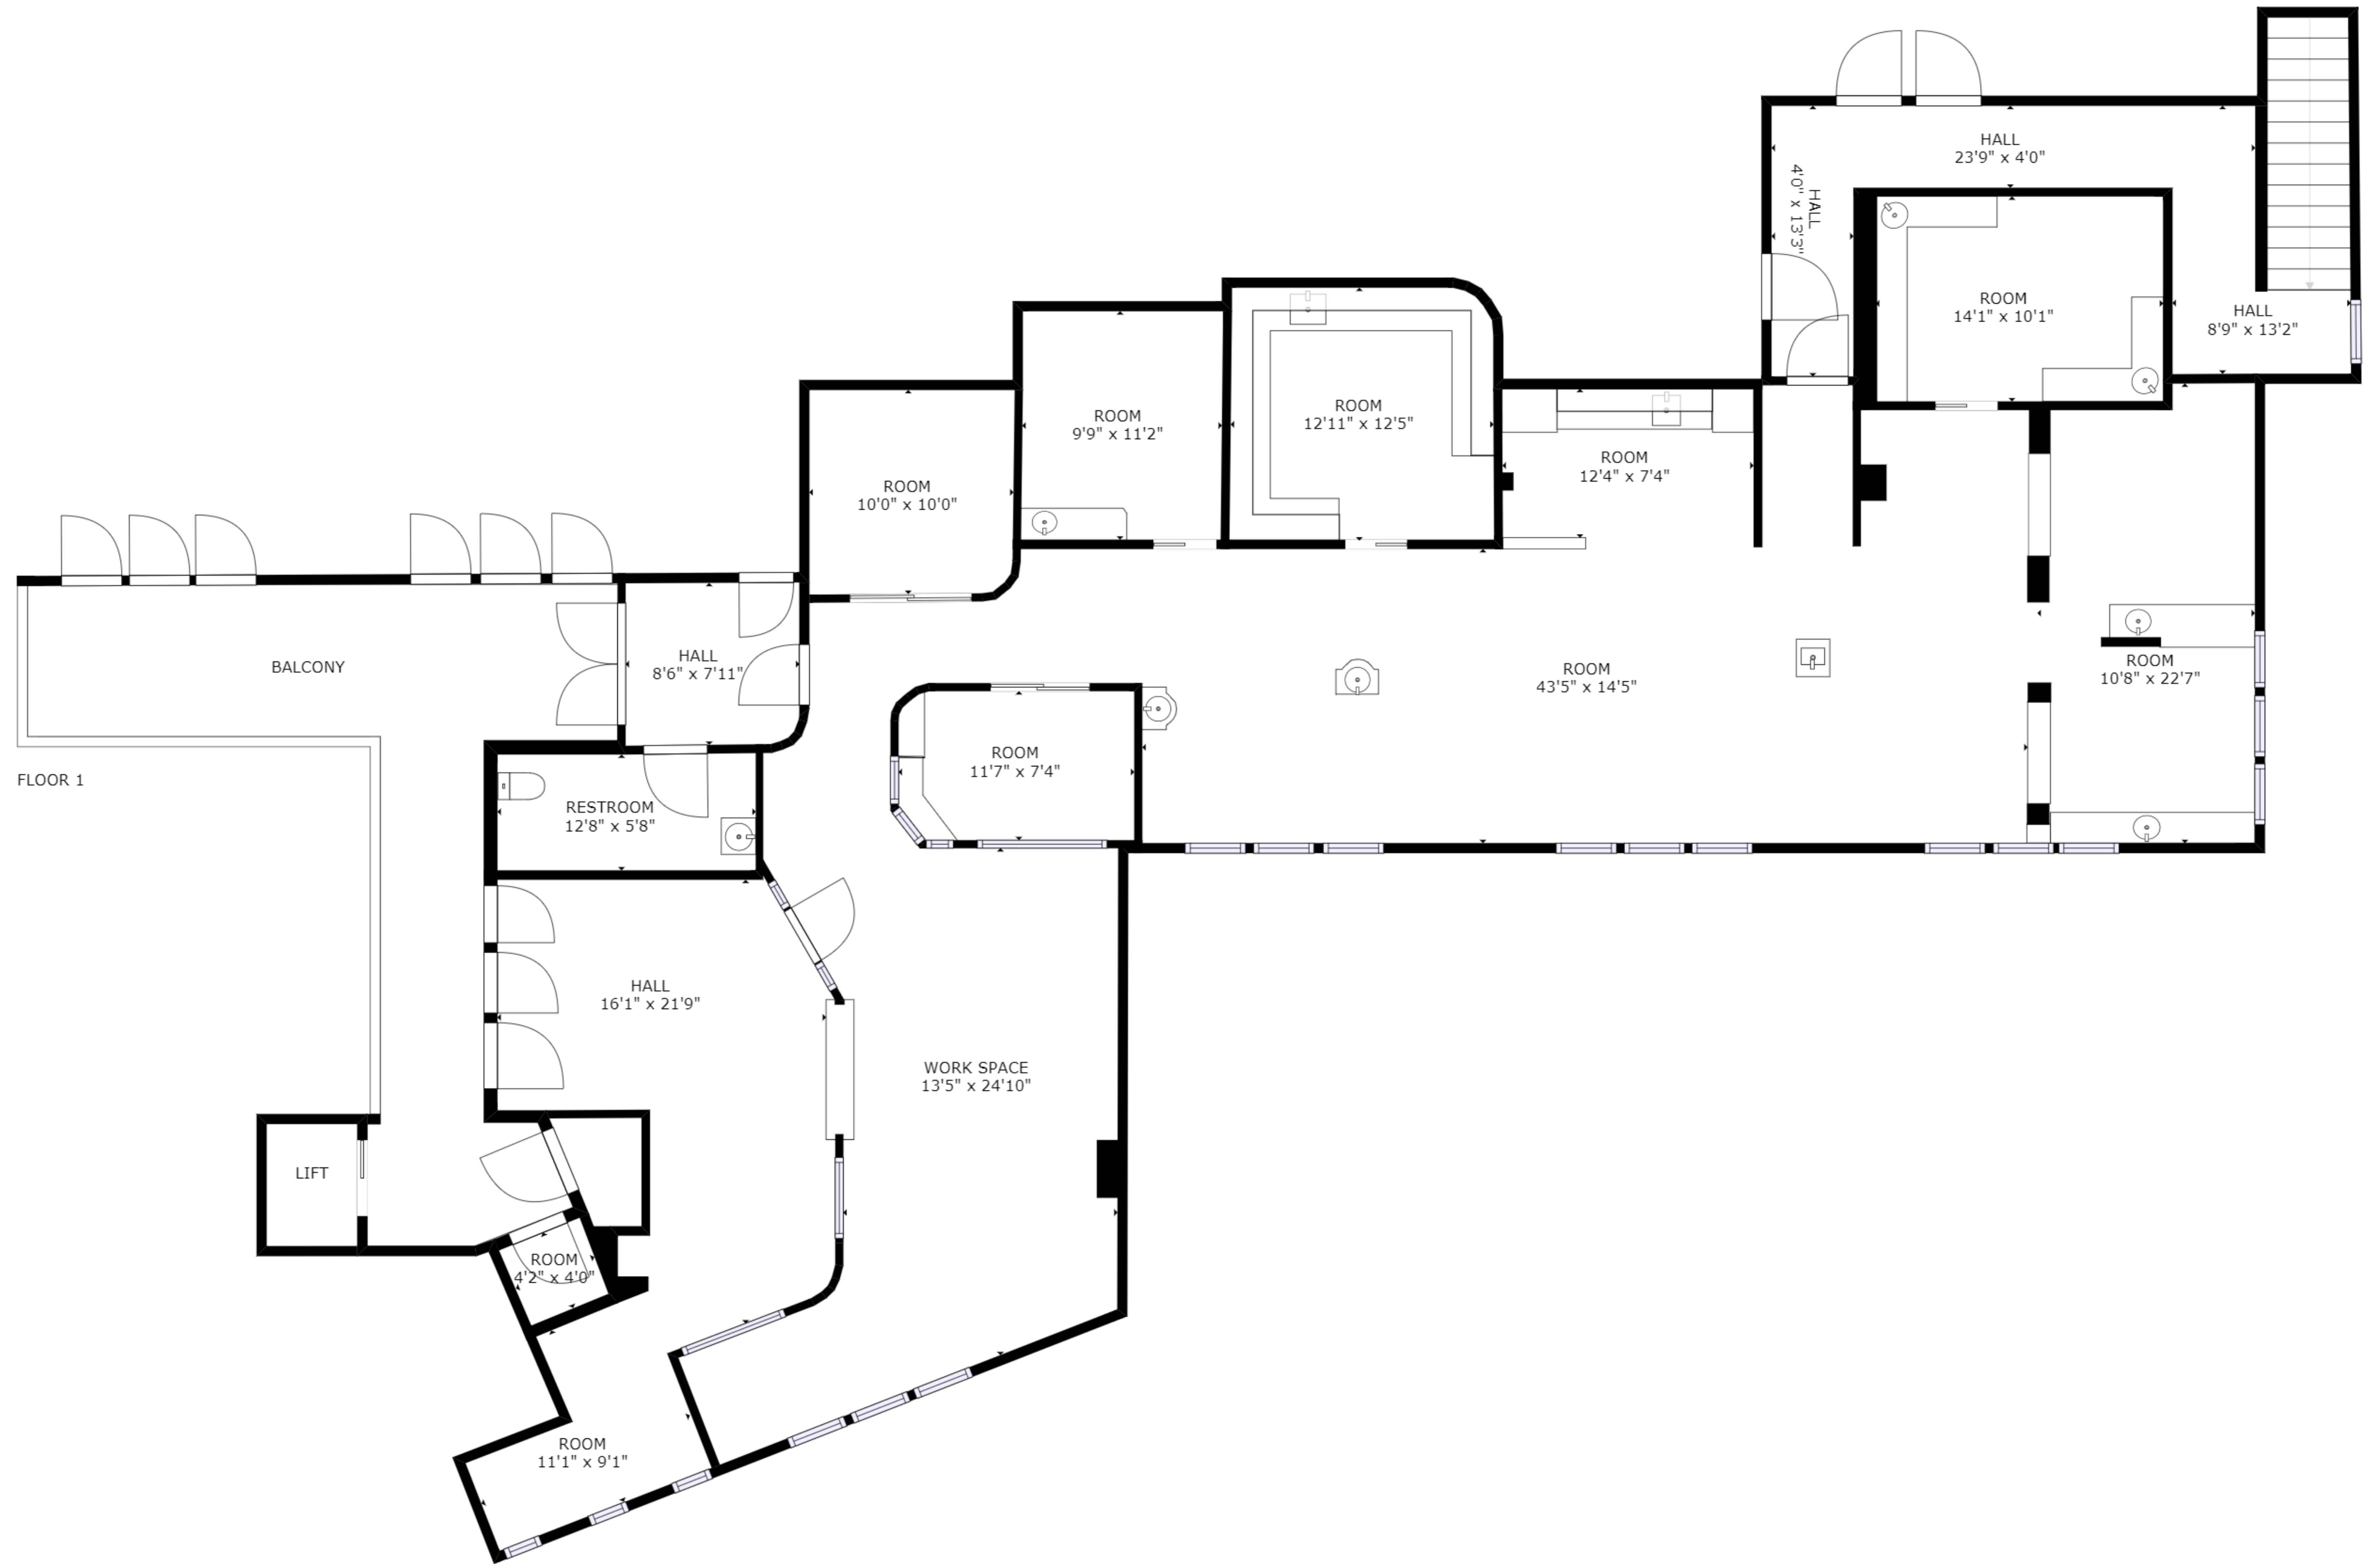 HALL
23'9" x 4'0"
HALL
4'0" x 13'3"
ROOM
14'1" x 10'1"
HALL
8'9" x 13'2"
ROOM
12'11" x 12'5"
ROOM
9'9" x 11'2"
ROOM
12'4" x 7'4"
ROOM
10'0" x 10'0"
BALCONY
HALL
8'6" x 7'11"
ROOM
43'5" x 14'5"
ROOM
10'8" x 22'7"
ROOM
11'7" x 7'4"
FLOOR 1
RESTROOM
12'8" x 5'8"
HALL
16'1" x 21'9"
WORK SPACE
13'5" x 24'10"
LIFT
ROOM
4'2" x 4'0"
ROOM
11'1" x 9'1"